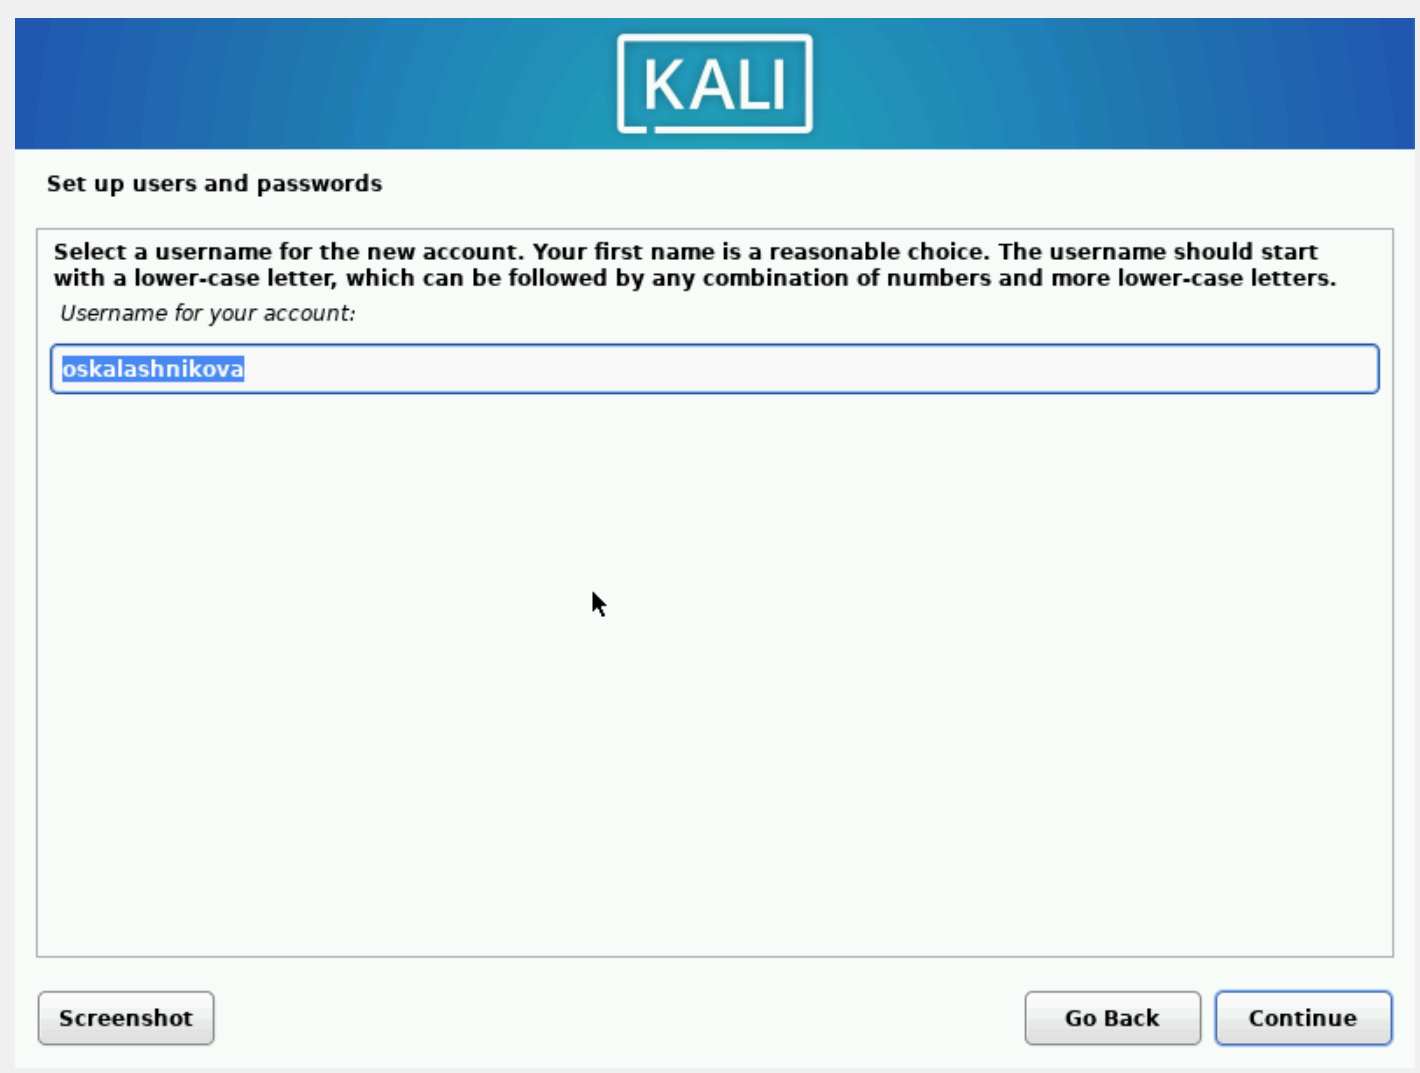 KALI
Set up users and passwords
Select a username for the new account. Your first name is a reasonable choice. The username should start
with a lower-case letter, which can be followed by any combination of numbers and more lower-case letters.
Username for your account:
oskalashnikova
Screenshot
Go Back
Continue